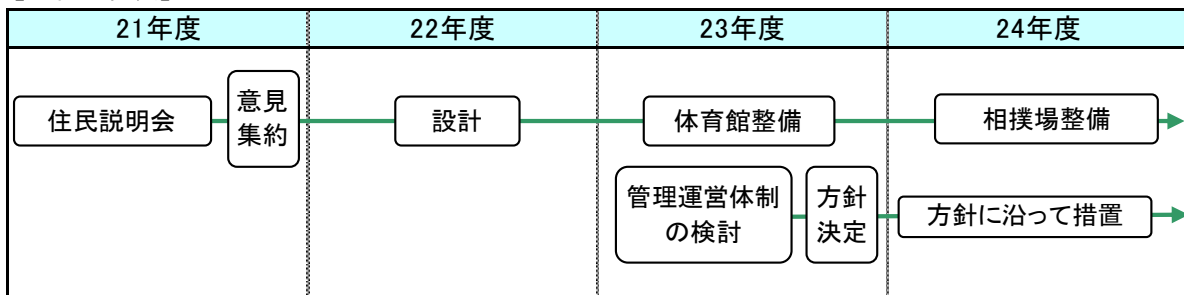 21年度
22年度
23年度
24年度
住民説明会
意見
集約
設計
体育館整備
相撲場整備
管理運営体制
の検討
方針
決定
方針に沿って措置